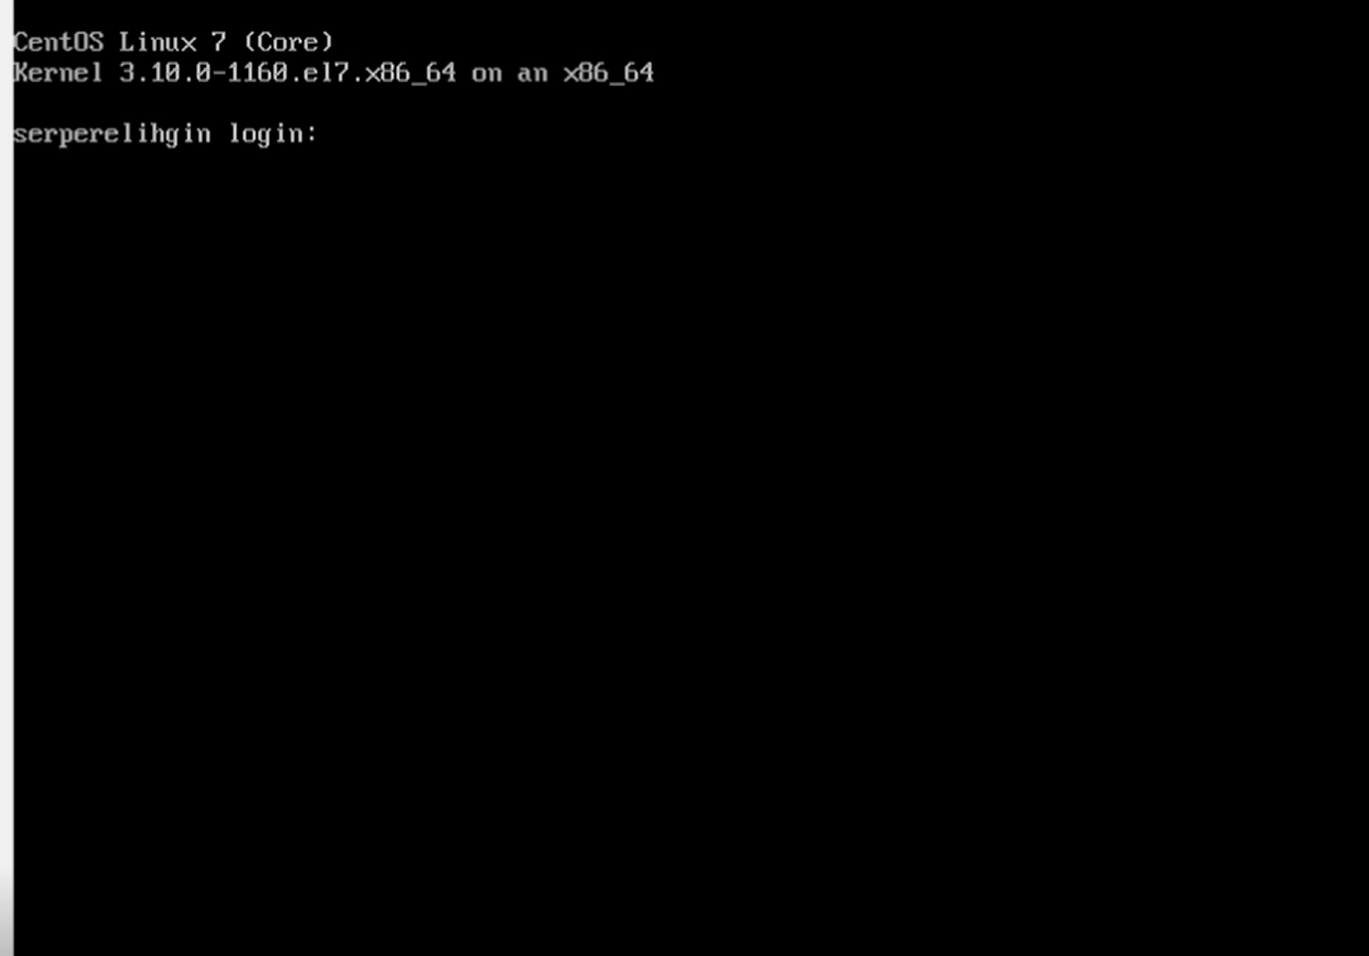 CentOS Linux 7 (Core)
Kernel 3.10.0-1160.el7.x86_64 on an x86_64
serperelihgin login: